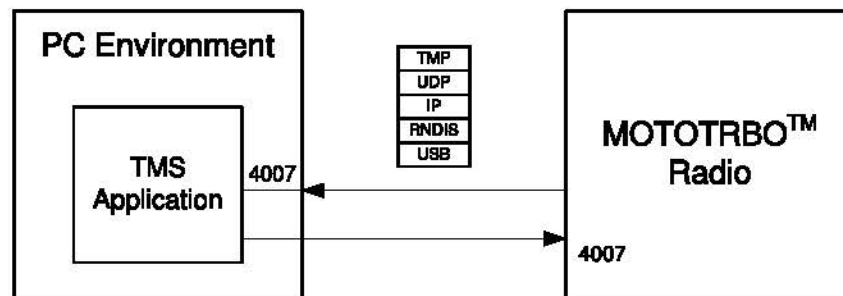 PC Environment
TMS
Application
4007
TMP
UDP
IP
RNDIS
USB
MOTOTRBO™
Radio
4007